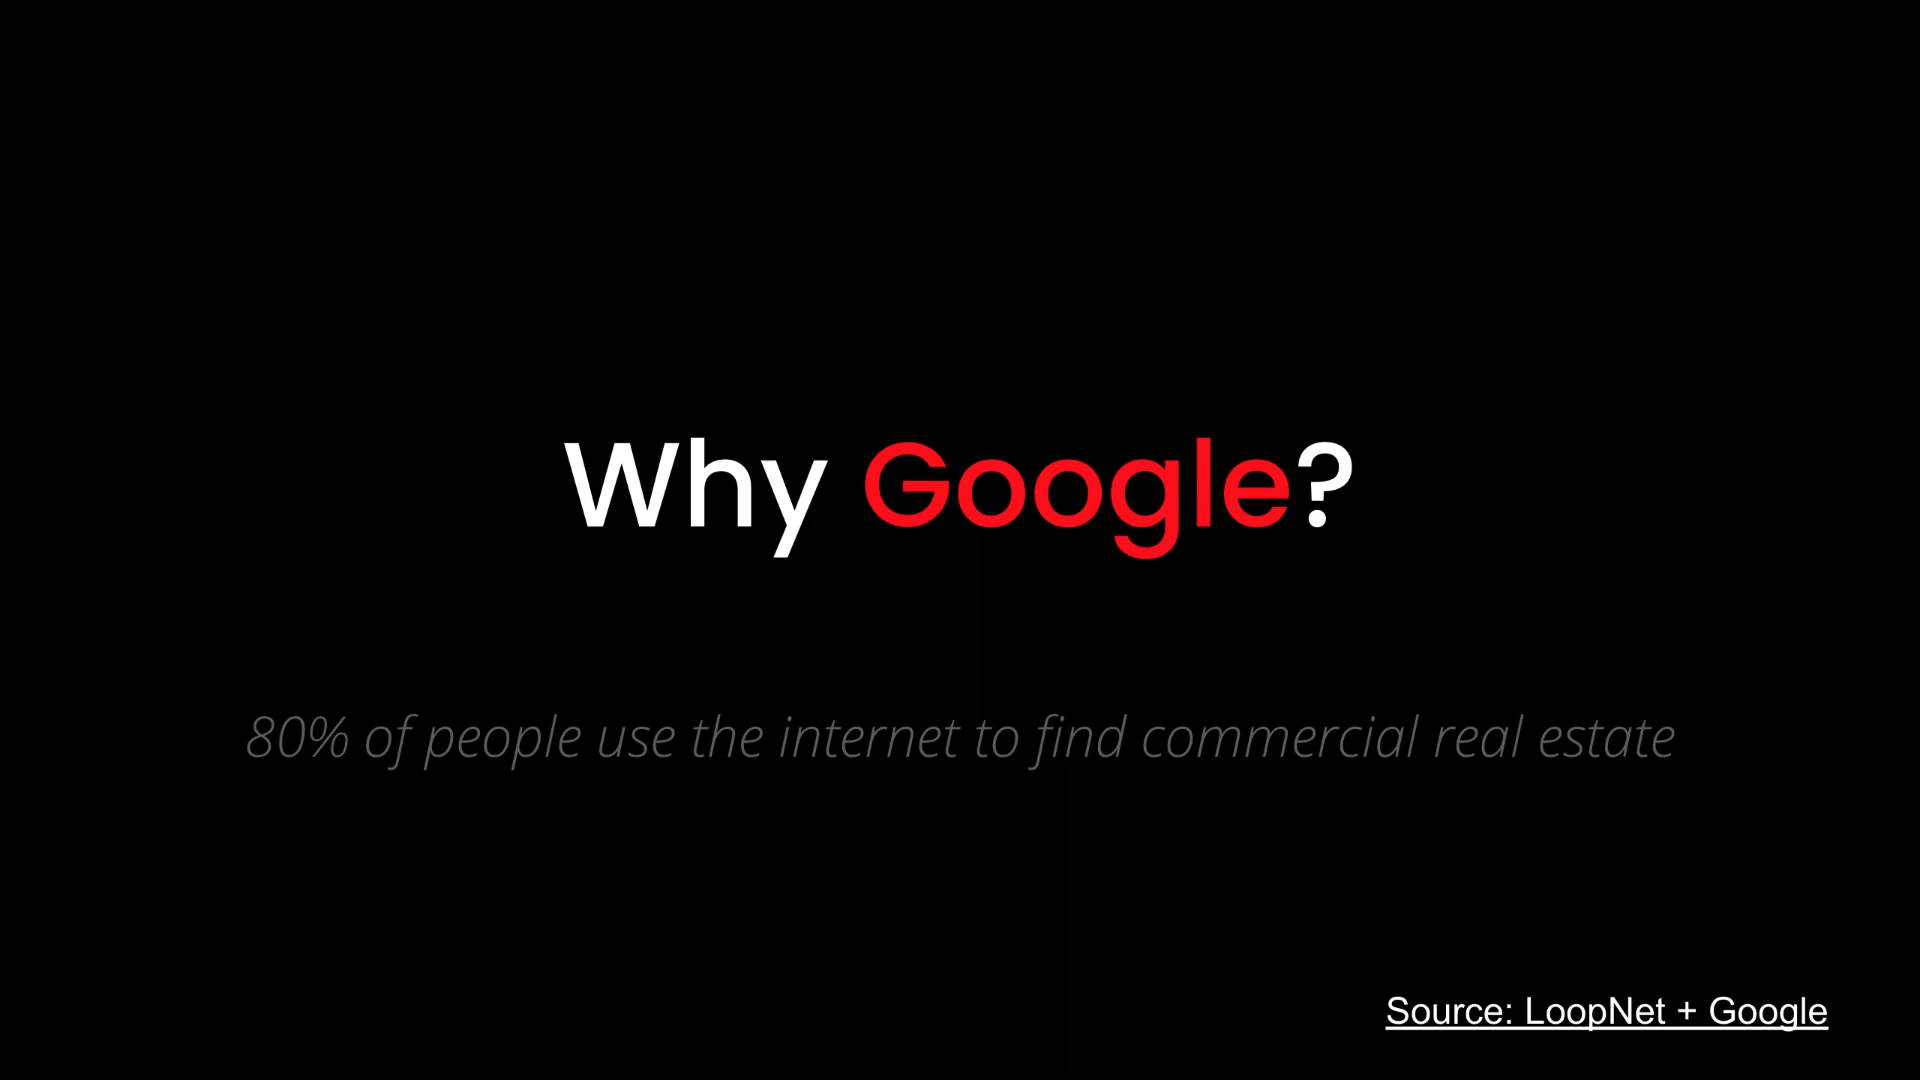 Why Google?
80% of people use the internet to find commercial real estate
Source: LoopNet + Google